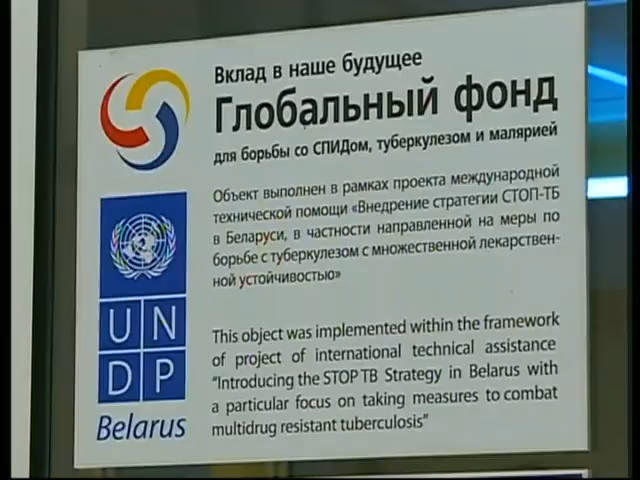 Вклад в наше будущее
Глобальный фонд
для борьбы со СПИДом, туберкулезом и малярией
Объект выполнен в рамках проекта международной
технической помощи «Внедрение стратегии СТОП-ТБ
в Беларуси, в частности направленной на меры по
борьбе с туберкулезом с множественной лекарствен-
ной устойчивостью»
UN
DP
Belarus
This object was implemented within the framework
of project of international technical assistance
"Introducing the STOP TB Strategy in Belarus with
a particular focus on taking measures to combat
multidrug resistant tuberculosis"